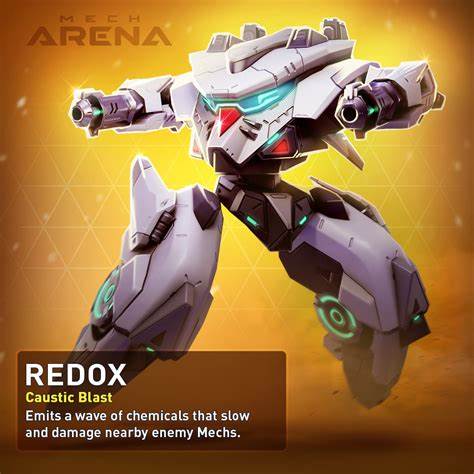 MECH
ARENA
REDOX
Caustic Blast
Emits a wave of chemicals that slow
and damage nearby enemy Mechs.